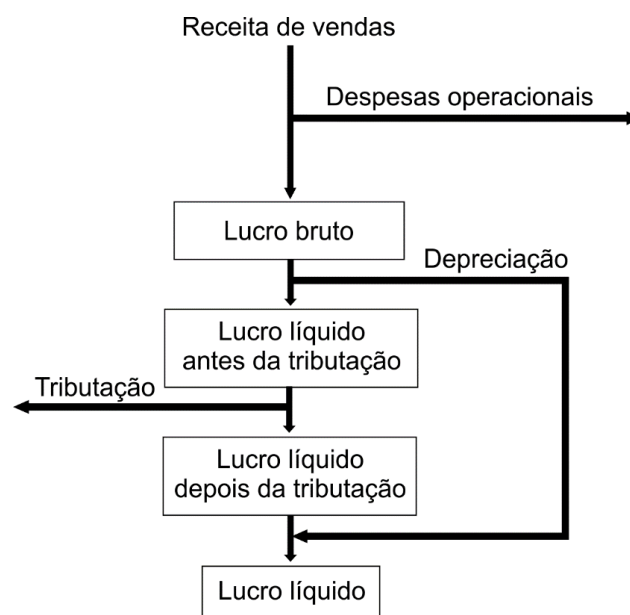 Receita de vendas
Despesas operacionais
Lucro bruto
Depreciação
Lucro líquido
antes da tributação
Tributação
Lucro líquido
depois da tributação
Lucro líquido